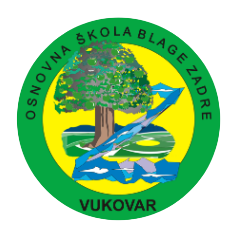 OSNOVNA ŠKOLA BLAGE ZADRE
VUKOVAR